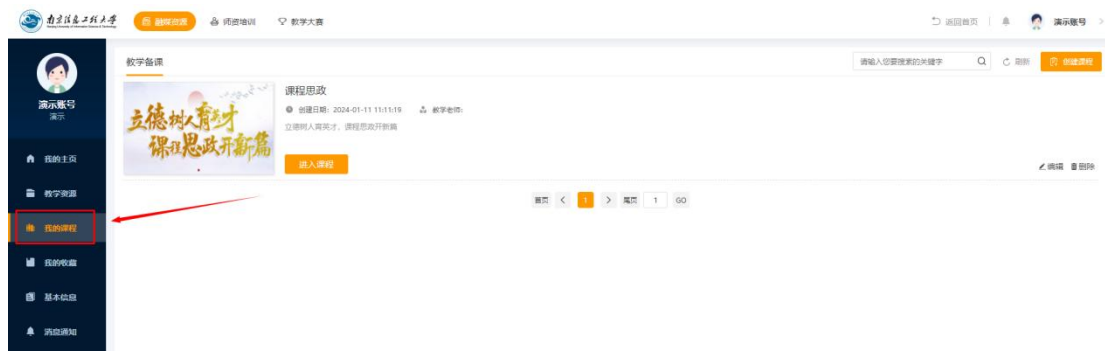 南京信息工程大学
融媒资源
师资培训
教学大赛
返回首页
演示账号
演示账号
演示
我的主页
教学资源
我的课程
我的收藏
基本信息
消息通知
教学备课
请输入您要搜索的关键字
刷新
创建课程
立德树人育英才
课程思政开新篇
课程思政
创建日期：2024-01-11 11:11:19 教学老师:
立德树人育英才，课程思政开新篇
进入课程
编辑 删除
首页 < 1 > 尾页 1 GO